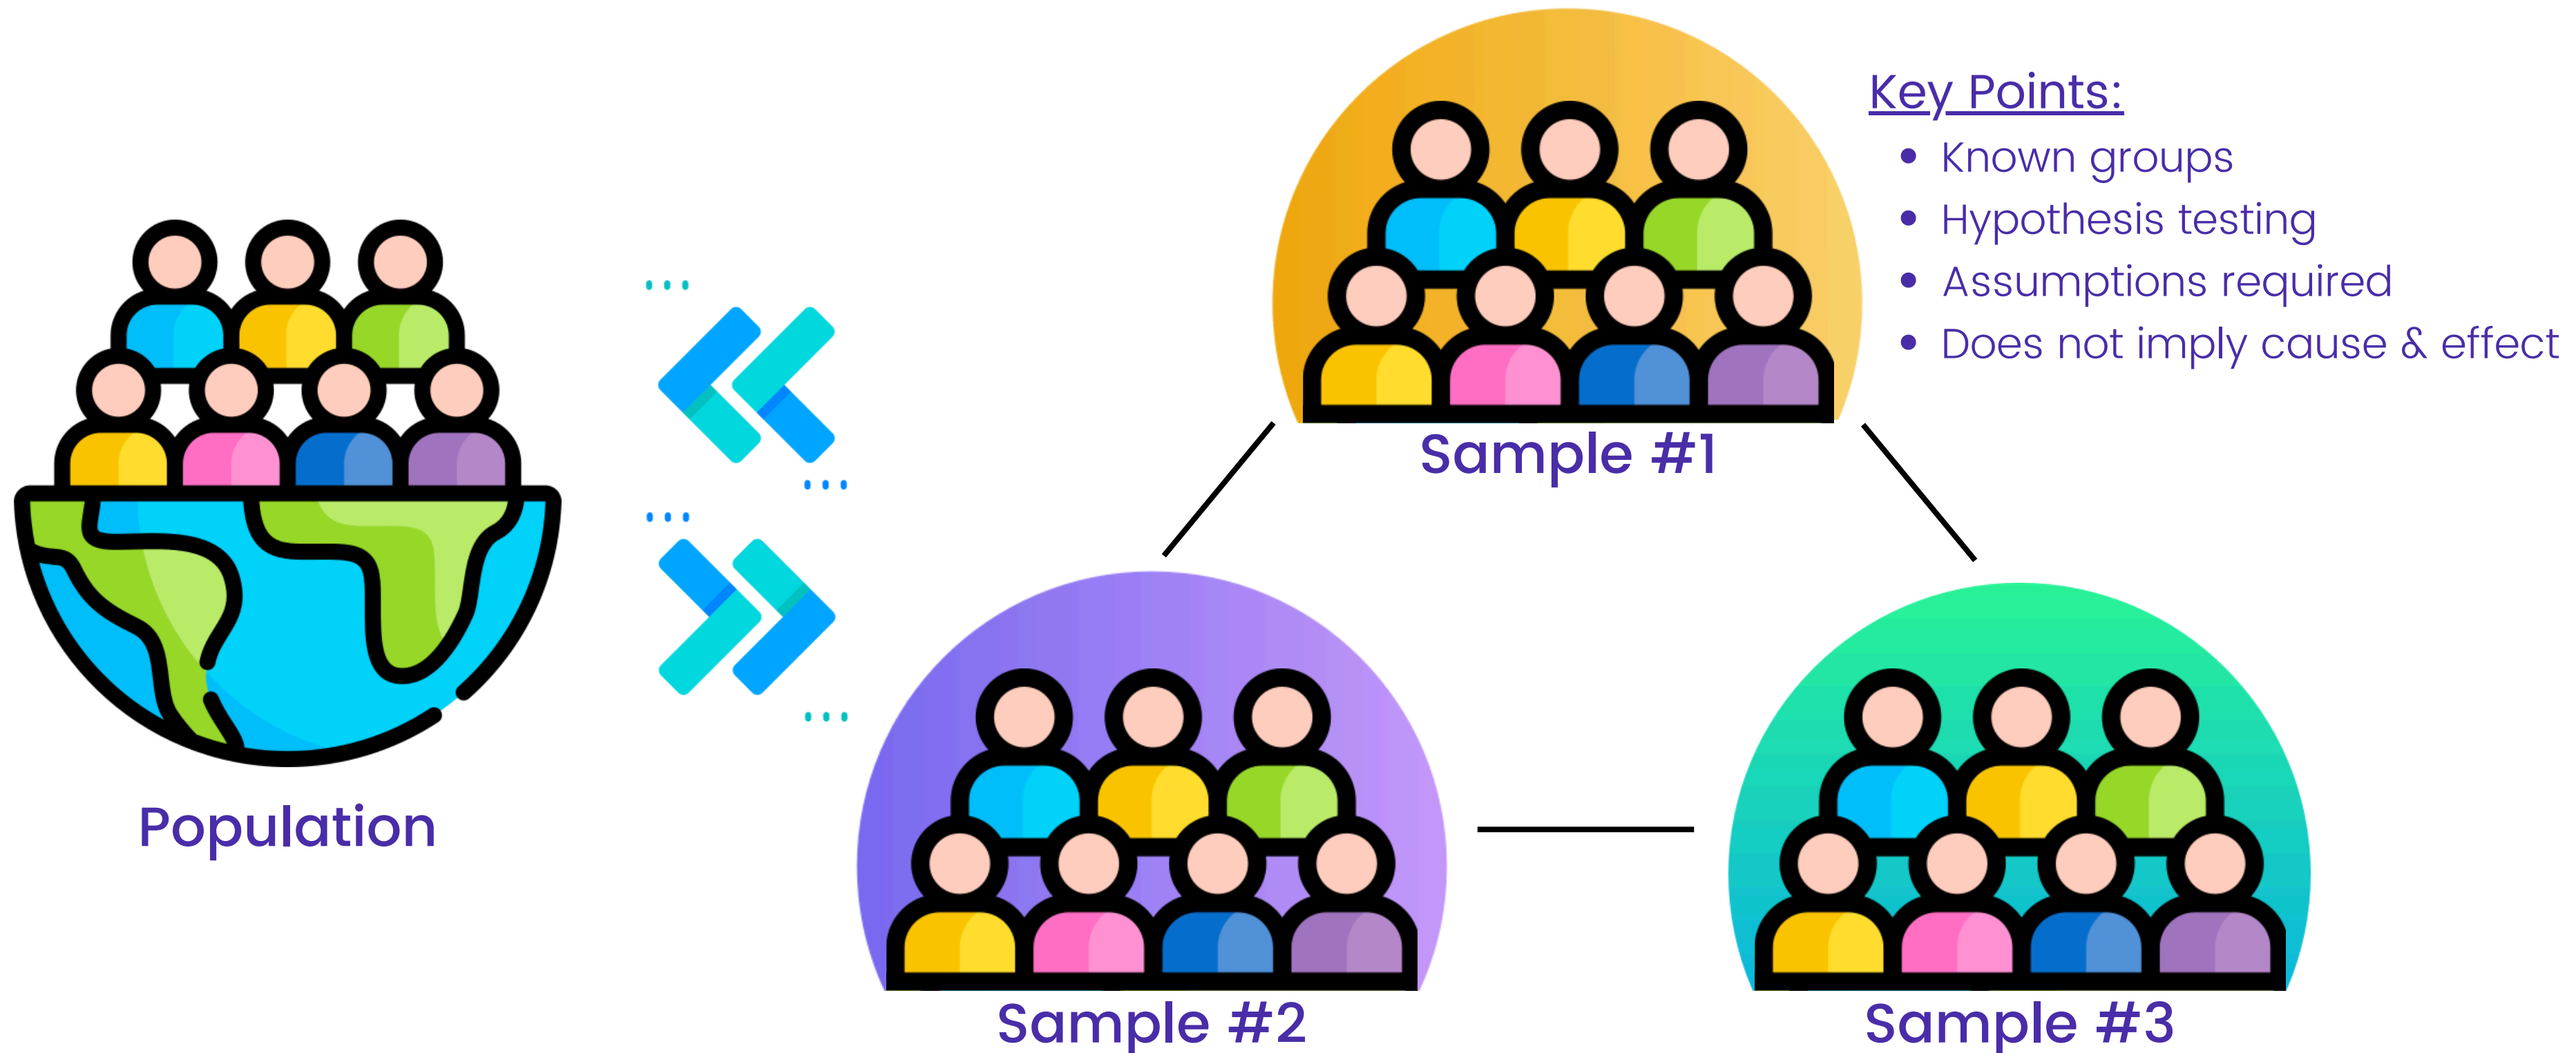 Key Points:
• Known groups
• Hypothesis testing
• Assumptions required
• Does not imply cause & effect
Sample #1
Population
Sample #2
Sample #3